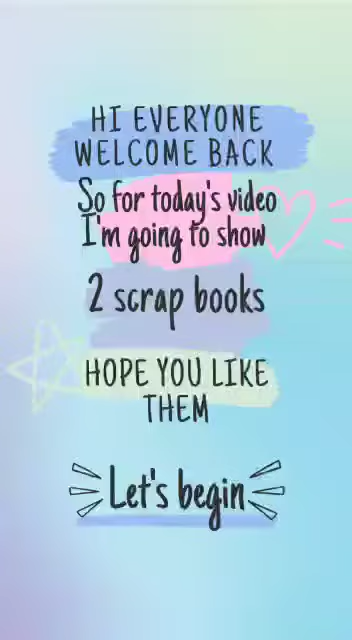 HI EVERYONE
WELCOME BACK
So for today's video
I'm going to show
2 scrap books
HOPE YOU LIKE
THEM
Let's begin